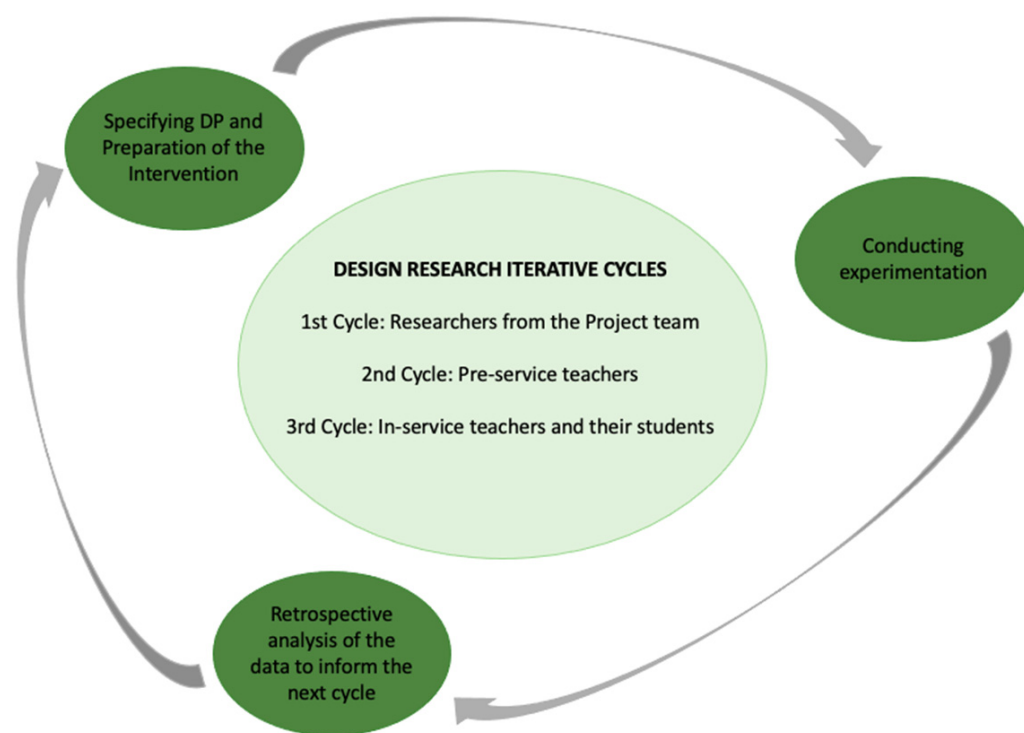 Specifying DP and
Preparation of the
Intervention
Conducting
experimentation
DESIGN RESEARCH ITERATIVE CYCLES
1st Cycle: Researchers from the Project team
2nd Cycle: Pre-service teachers
3rd Cycle: In-service teachers and their students
Retrospective
analysis of the
data to inform the
next cycle